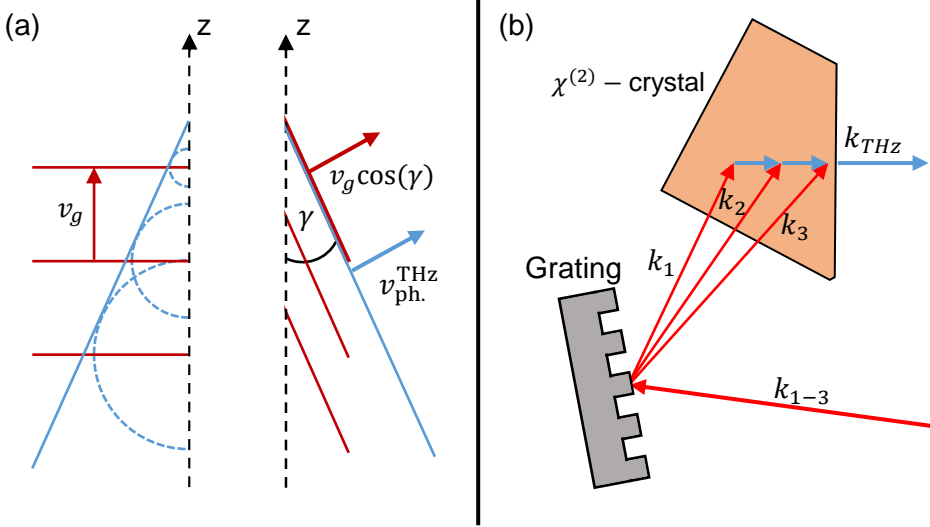 (a)
z
z
v_g
v_g cos(γ)
γ
v_ph.^THz
(b)
χ^(2) − crystal
k_THz
k_2
k_3
k_1
Grating
k_1−3